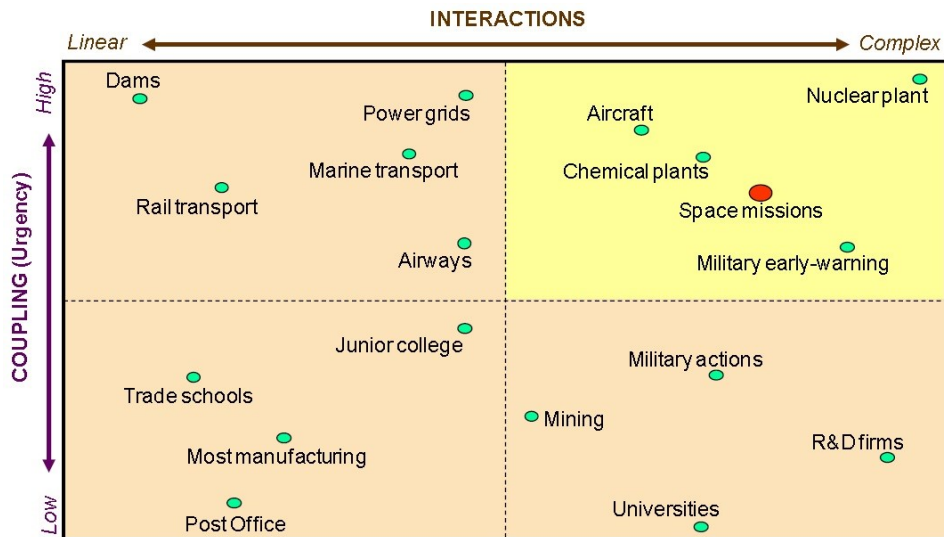 INTERACTIONS
Linear
Complex
High
COUPLING (Urgency)
Low
Dams
Power grids
Aircraft
Nuclear plant
Marine transport
Chemical plants
Rail transport
Space missions
Airways
Military early-warning
Junior college
Military actions
Trade schools
Mining
Most manufacturing
R&D firms
Post Office
Universities